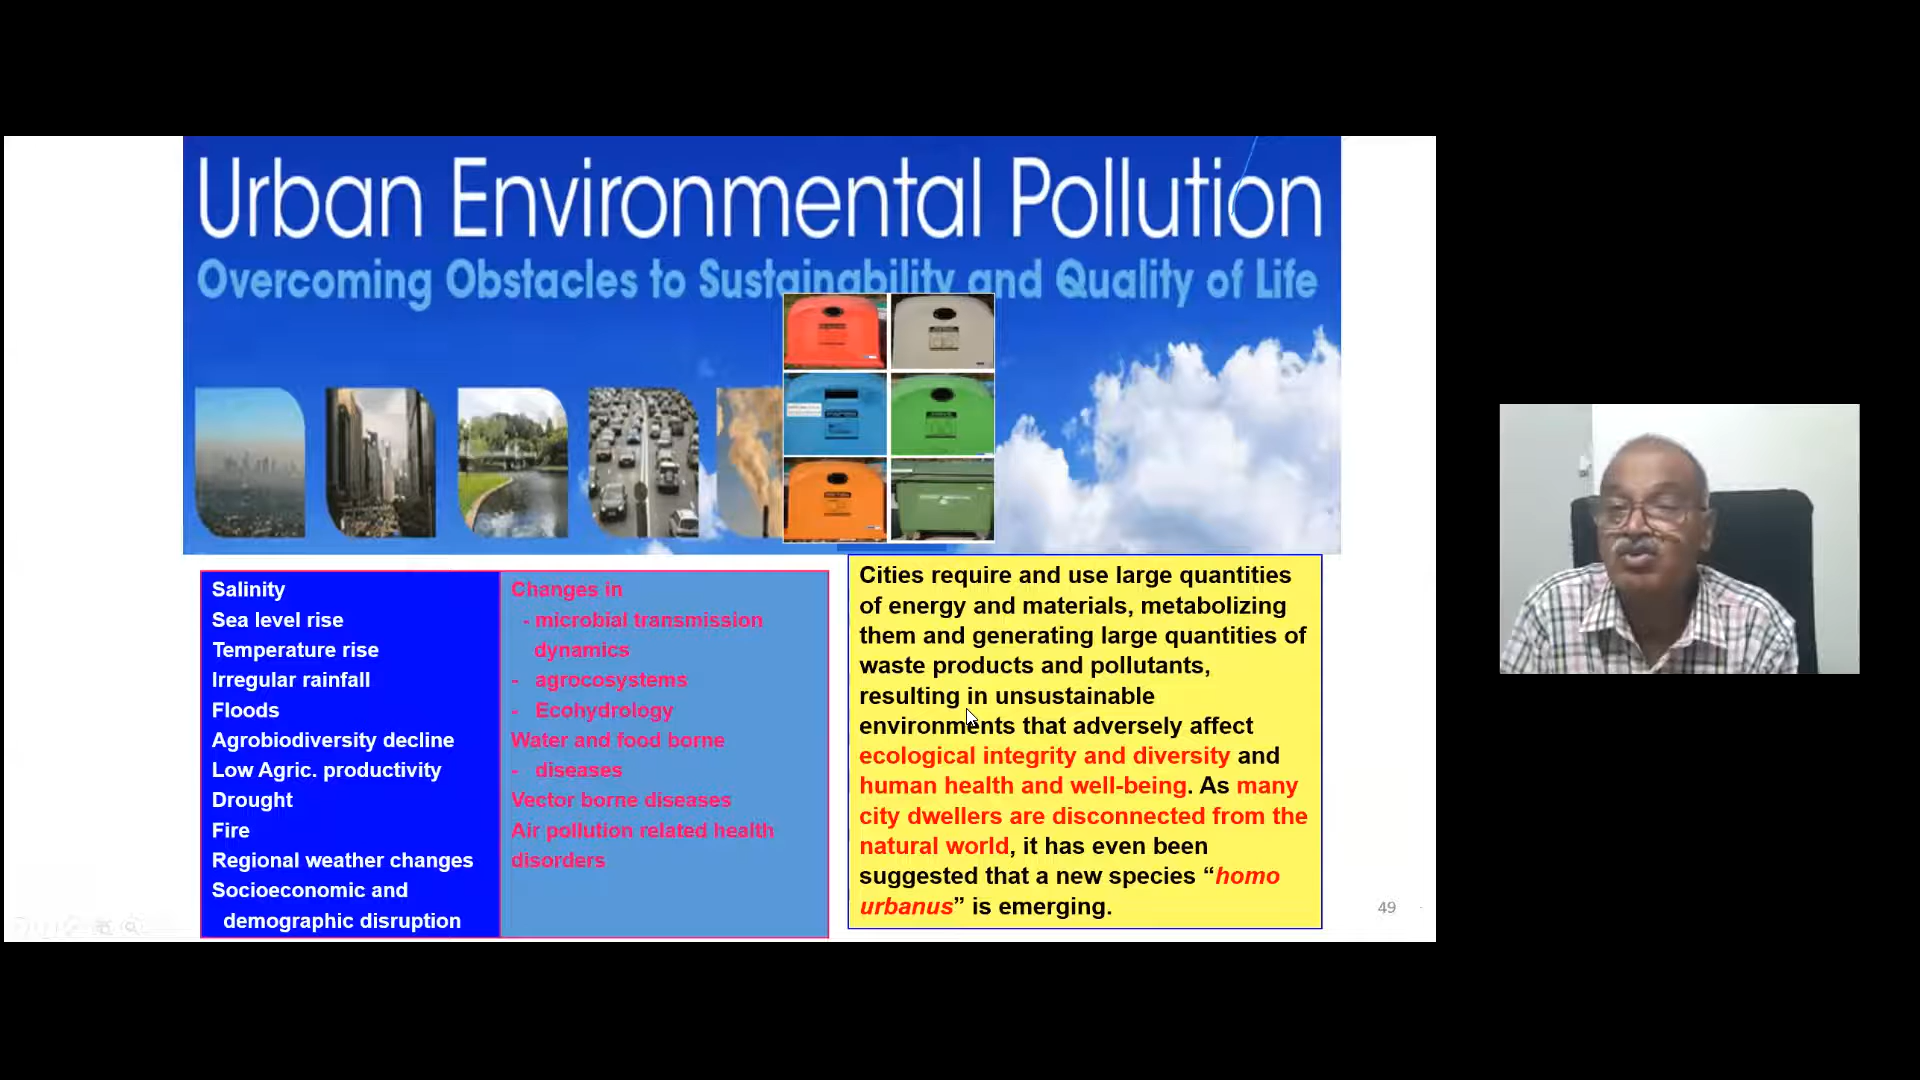 Urban Environmental Pollution
Overcoming Obstacles to Sustainability and Quality of Life
Salinity
Sea level rise
Temperature rise
Irregular rainfall
Floods
Agrobiodiversity decline
Low Agric. productivity
Drought
Fire
Regional weather changes
Socioeconomic and
demographic disruption
Changes in
- microbial transmission
dynamics
- agrocosystems
- Ecohydrology
Water and food borne
- diseases
Vector borne diseases
Air pollution related health
disorders
Cities require and use large quantities
of energy and materials, metabolizing
them and generating large quantities of
waste products and pollutants,
resulting in unsustainable
environments that adversely affect
ecological integrity and diversity and
human health and well-being. As many
city dwellers are disconnected from the
natural world, it has even been
suggested that a new species “homo
urbanus” is emerging.
49